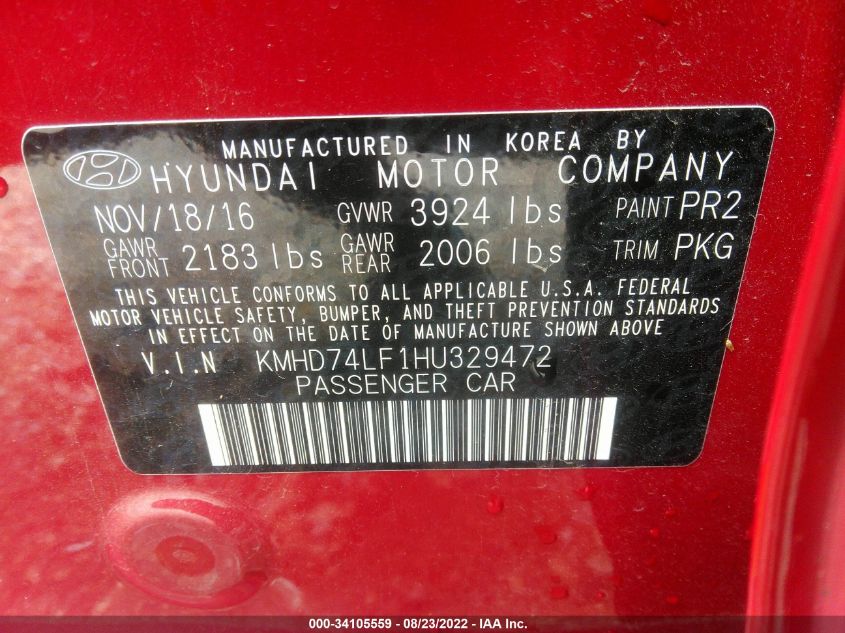 MANUFACTURED IN KOREA BY
HYUNDAI MOTOR COMPANY
NOV/18/16 GVWR 3924 lbs PAINT PR2
GAWR FRONT 2183 lbs GAWR REAR 2006 lbs TRIM PKG
THIS VEHICLE CONFORMS TO ALL APPLICABLE U.S.A. FEDERAL
MOTOR VEHICLE SAFETY, BUMPER, AND THEFT PREVENTION STANDARDS
IN EFFECT ON THE DATE OF MANUFACTURE SHOWN ABOVE
V.I.N KMHD74LF1HU329472
PASSENGER CAR
000-34105559 - 08/23/2022 - IAA Inc.